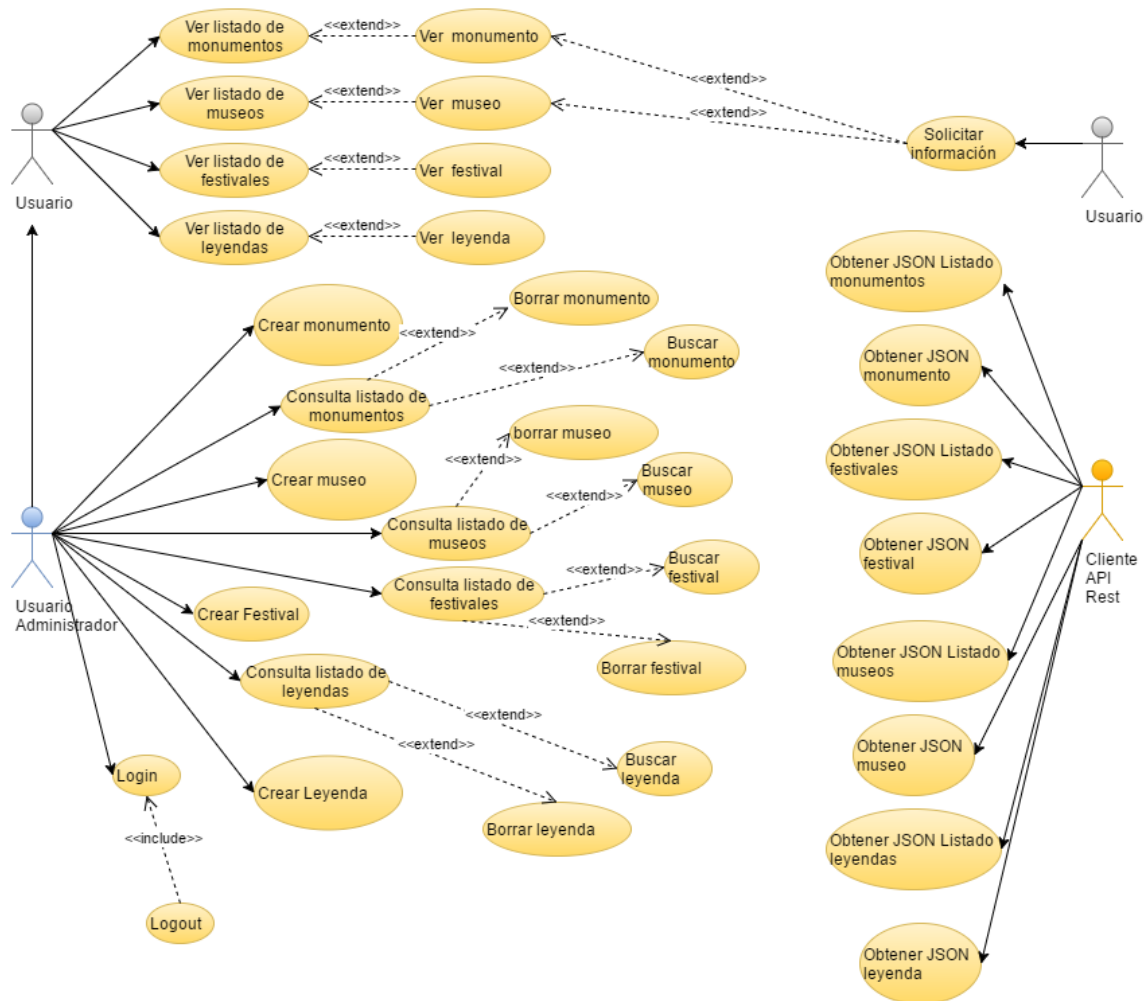 Ver listado de
monumentos
<<extend>>
Ver monumento
<<extend>>
Ver listado de
museos
<<extend>>
Ver museo
<<extend>>
Solicitar
información
Usuario
Usuario
Ver listado de
festivales
<<extend>>
Ver festival
Ver listado de
leyendas
<<extend>>
Ver leyenda
Obtener JSON Listado
monumentos
Crear monumento
<<extend>>
Borrar monumento
Buscar
monumento
<<extend>>
Consulta listado de
monumentos
Obtener JSON
monumento
borrar museo
<<extend>>
Obtener JSON Listado
festivales
Crear museo
Buscar
museo
<<extend>>
Consulta listado de
museos
Obtener JSON
festival
Cliente
API
Rest
Buscar
festival
<<extend>>
Consulta listado de
festivales
Usuario
Administrador
Crear Festival
<<extend>>
Borrar festival
Consulta listado de
leyendas
Obtener JSON Listado
museos
<<extend>>
<<extend>>
Obtener JSON
museo
Login
Crear Leyenda
Buscar
leyenda
Borrar leyenda
<<include>>
Obtener JSON Listado
leyendas
Logout
Obtener JSON
leyenda